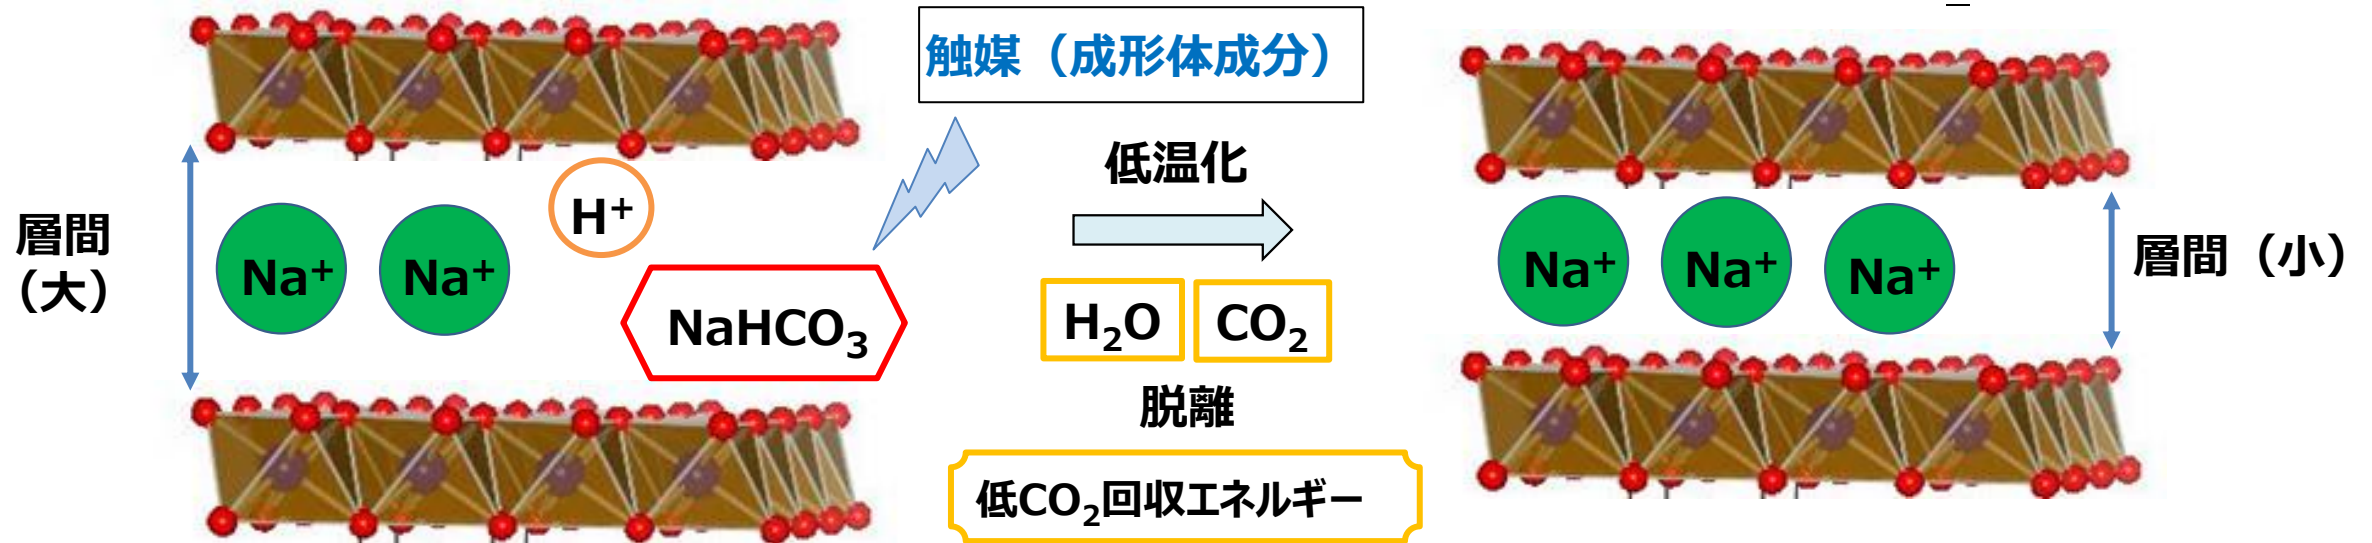 触媒（成形体成分）
低温化
層間
（大）
Na⁺
Na⁺
H⁺
NaHCO₃
H₂O
CO₂
脱離
低CO₂回収エネルギー
Na⁺
Na⁺
Na⁺
層間（小）